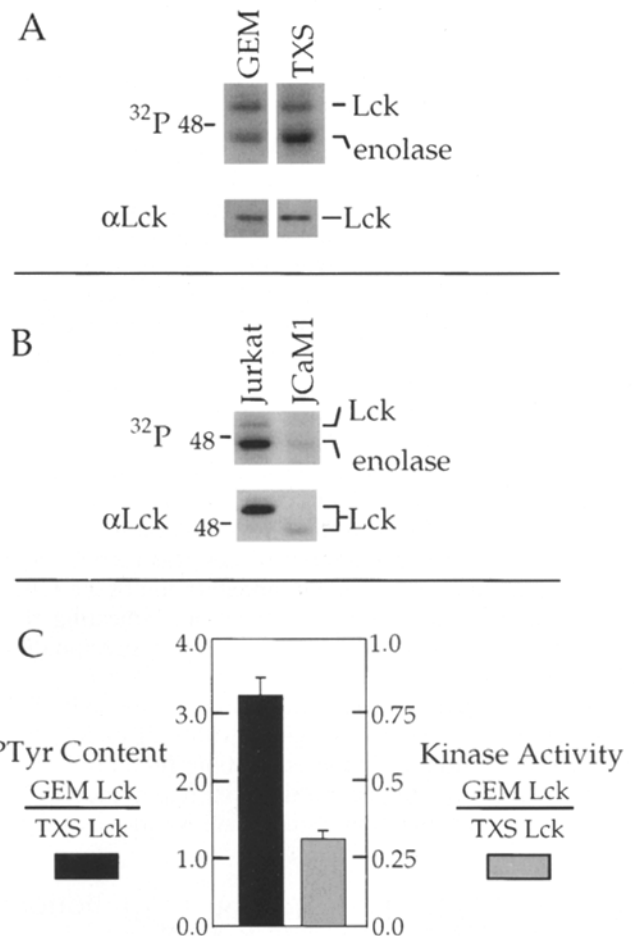 A
GEM TXS
32P 48 Lck
enolase
αLck Lck
B
Jurkat JCaM1
32P 48 Lck
enolase
αLck 48 Lck
C
4.0 1.0
3.0 0.75
PTyr Content Kinase Activity
2.0 0.5
GEM Lck GEM Lck
TXS Lck TXS Lck
1.0 0.25
0.0 0.0